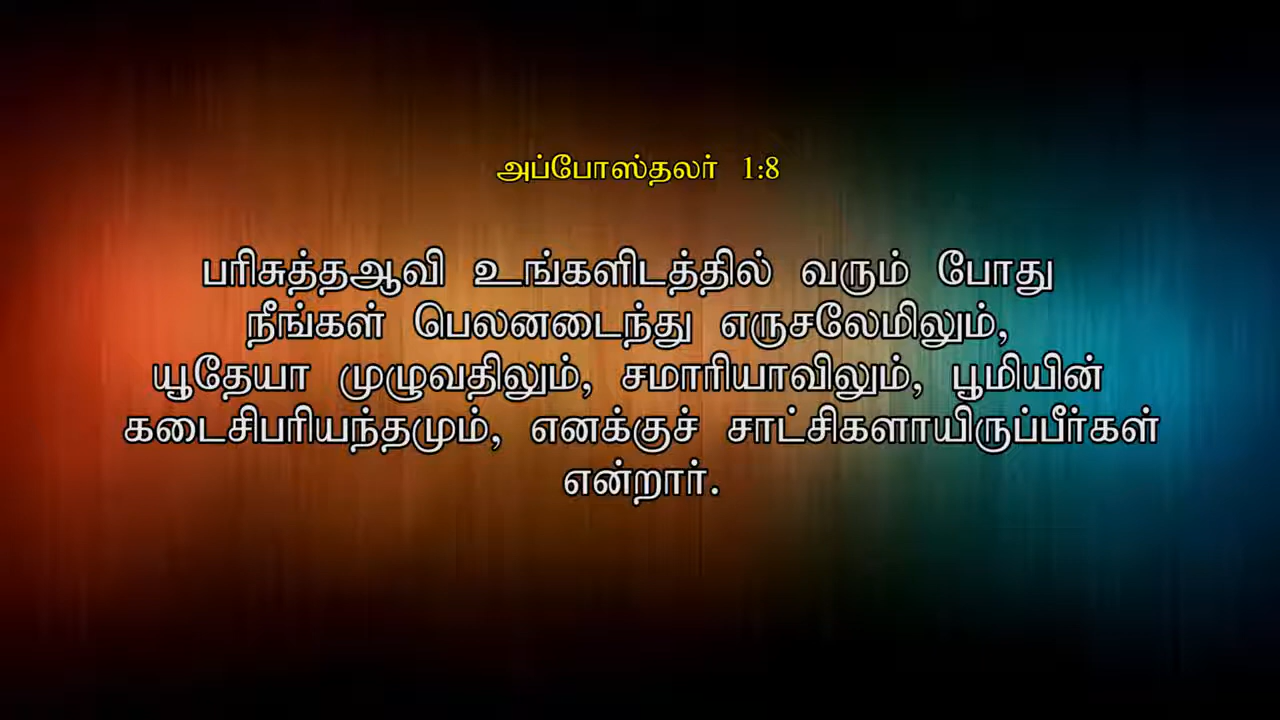 அப்போஸ்தலர் 1:8
பரிசுத்தஆவி உங்களிடத்தில் வரும் போது
நீங்கள் பெலனடைந்து எருசலேமிலும்,
யூதேயா முழுவதிலும், சமாரியாவிலும், பூமியின்
கடைசிபரியந்தமும், எனக்குச் சாட்சிகளாயிருப்பீர்கள்
என்றார்.